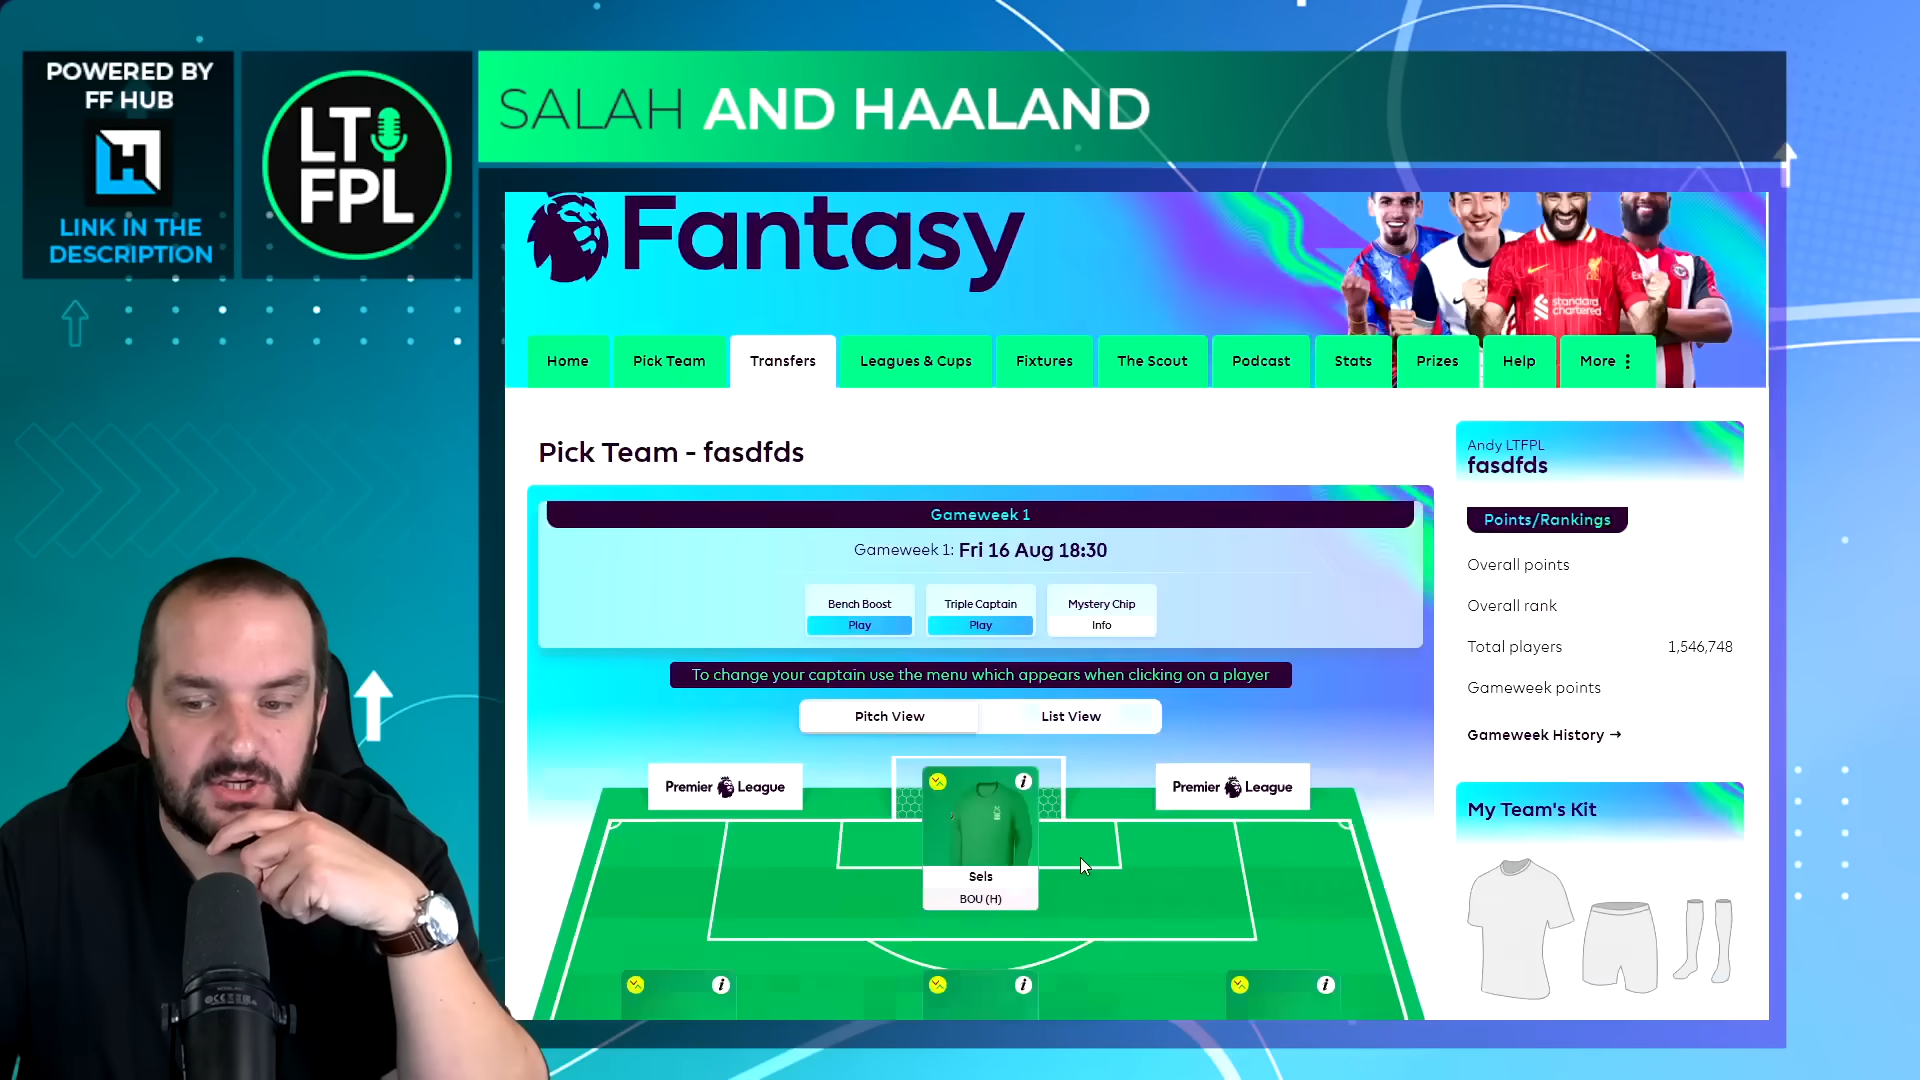 POWERED BY
FF HUB
LINK IN THE
DESCRIPTION
LT
FPL
SALAH AND HAALAND
Fantasy
standard
chartered
Home
Pick Team
Transfers
Leagues & Cups
Fixtures
The Scout
Podcast
Stats
Prizes
Help
More
Pick Team - fasdfds
Gameweek 1
Gameweek 1: Fri 16 Aug 18:30
Bench Boost
Play
Triple Captain
Play
Mystery Chip
Info
To change your captain use the menu which appears when clicking on a player
Pitch View
List View
Premier League
Premier League
Sels
BOU (H)
Andy LTFPL
fasdfds
Points/Rankings
Overall points
Overall rank
Total players 1,546,748
Gameweek points
Gameweek History →
My Team's Kit